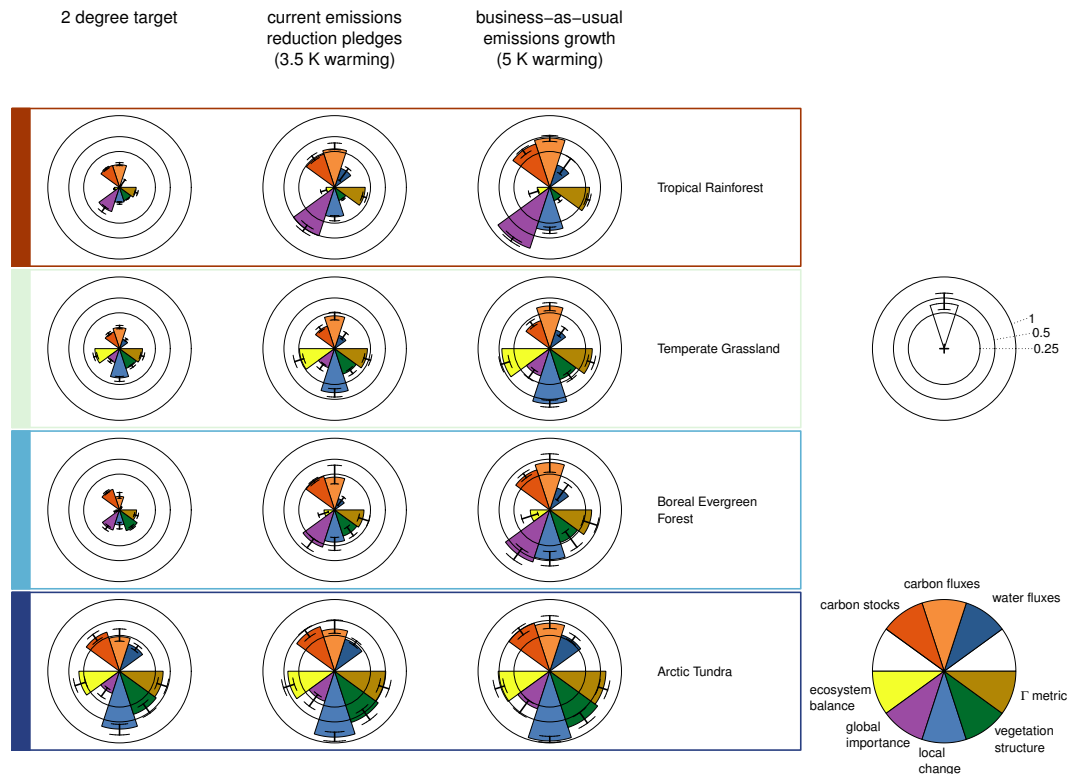 2 degree target
current emissions
reduction pledges
(3.5 K warming)
business−as−usual
emissions growth
(5 K warming)
Tropical Rainforest
Temperate Grassland
1
0.5
0.25
Boreal Evergreen
Forest
Arctic Tundra
carbon fluxes
carbon stocks
water fluxes
ecosystem
balance
Γ metric
global
importance
local
change
vegetation
structure